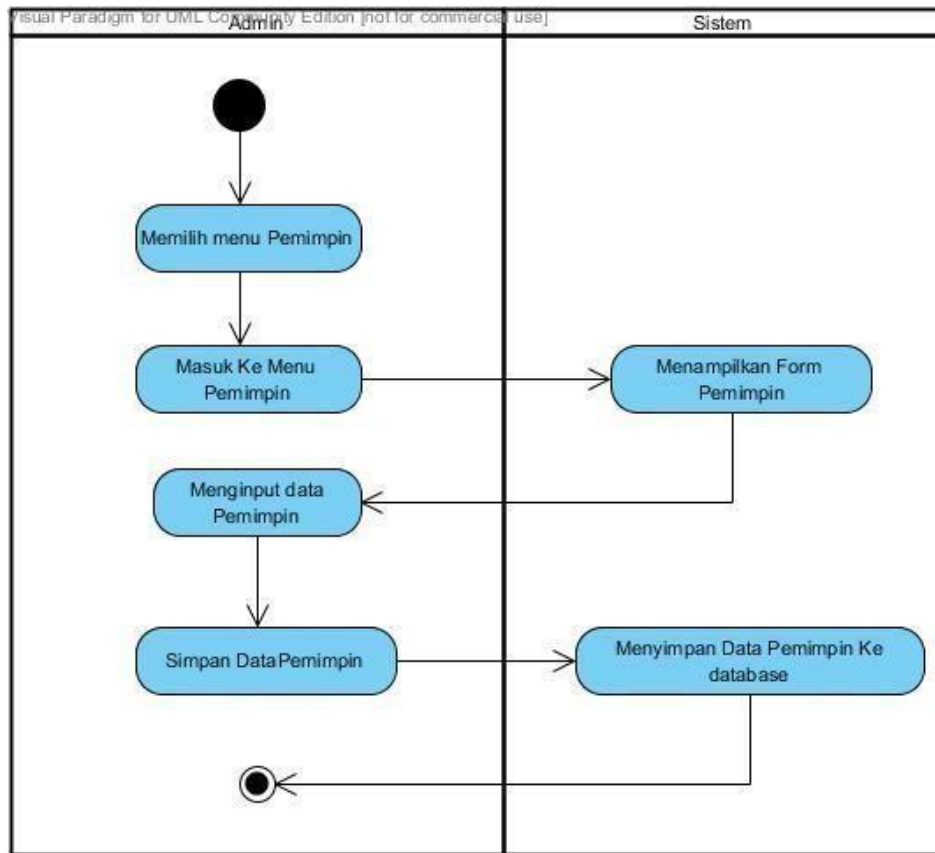 Visual Paradigm for UML Community Edition [not for commercial use]
Admin
Sistem
Memilih menu Pemimpin
Masuk Ke Menu
Pemimpin
Menampilkan Form
Pemimpin
Menginput data
Pemimpin
Simpan DataPemimpin
Menyimpan Data Pemimpin Ke
database